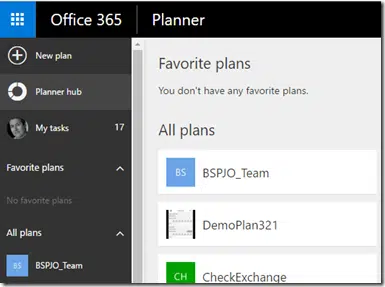 Office 365 Planner
New plan
Planner hub
My tasks 17
Favorite plans
No favorite plans
All plans
BS BSPJO_Team
Favorite plans
You don't have any favorite plans.
All plans
BS BSPJO_Team
DemoPlan321
CH CheckExchange